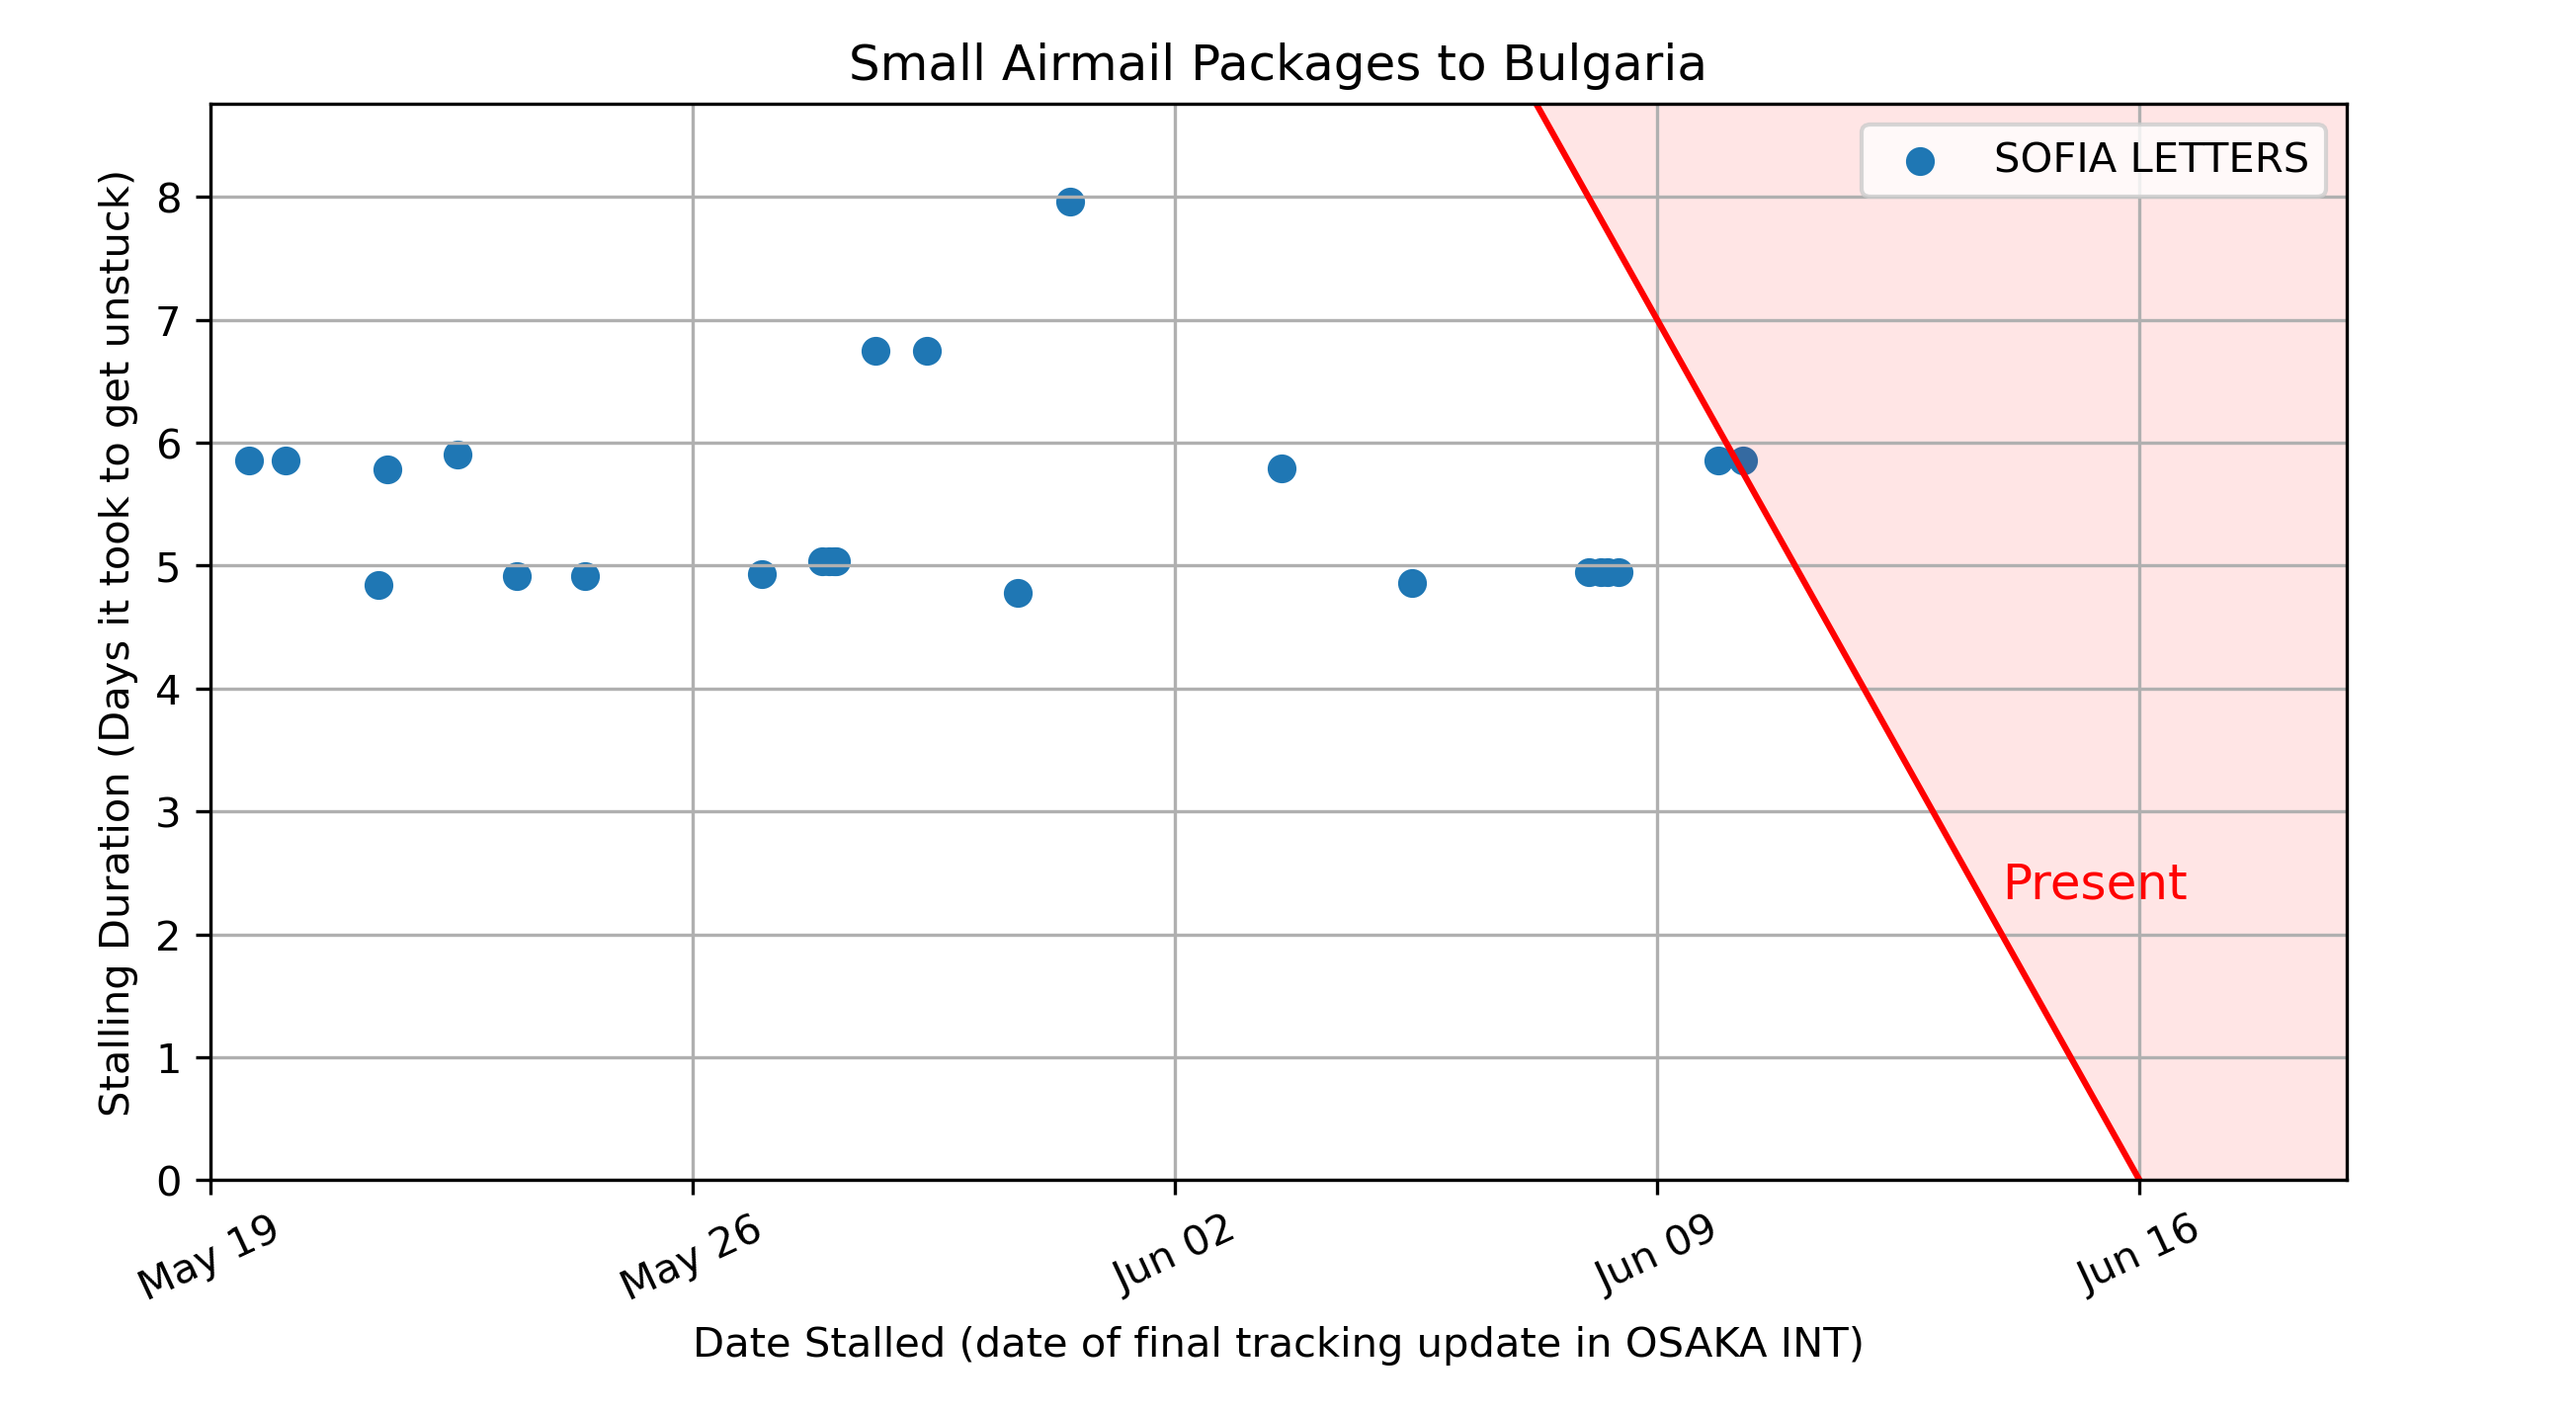 Small Airmail Packages to Bulgaria
SOFIA LETTERS
Stalling Duration (Days it took to get unstuck)
8
7
6
5
4
3
2
1
0
Present
May 19
May 26
Jun 02
Jun 09
Jun 16
Date Stalled (date of final tracking update in OSAKA INT)